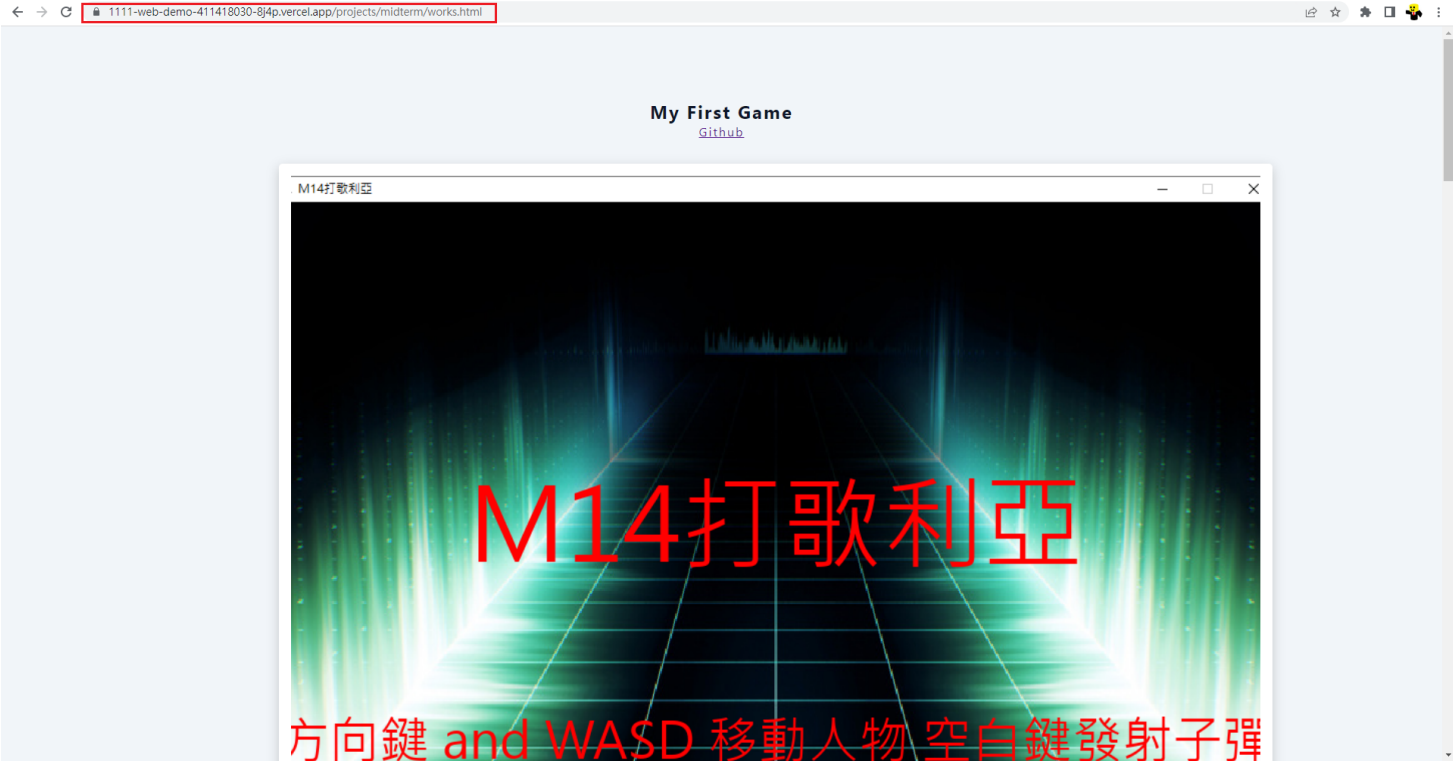 1111-web-demo-411418030-8j4p.vercel.app/projects/midterm/works.html
My First Game
Github
M14打歌利亞
M14打歌利亞
方向鍵 and WASD 移動人物 空白鍵發射子彈